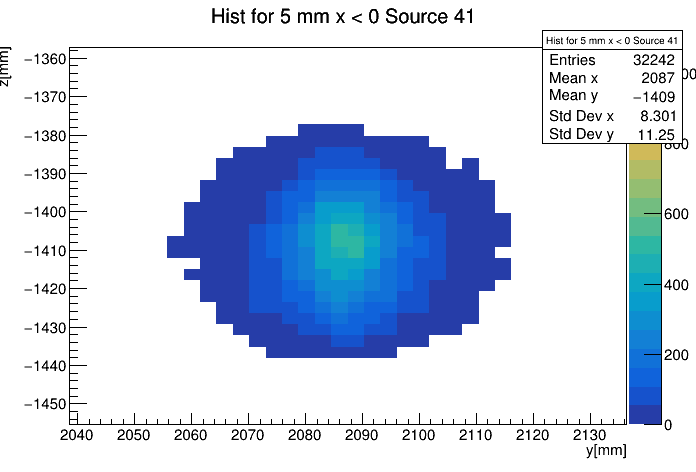 Hist for 5 mm x < 0 Source 41
Hist for 5 mm x < 0 Source 41
Entries 32242
Mean x 2087
Mean y −1409
Std Dev x 8.301
Std Dev y 11.25
z[mm]
−1360
−1370
−1380
−1390
−1400
−1410
−1420
−1430
−1440
−1450
2040 2050 2060 2070 2080 2090 2100 2110 2120 2130
y[mm]
600
400
200
0